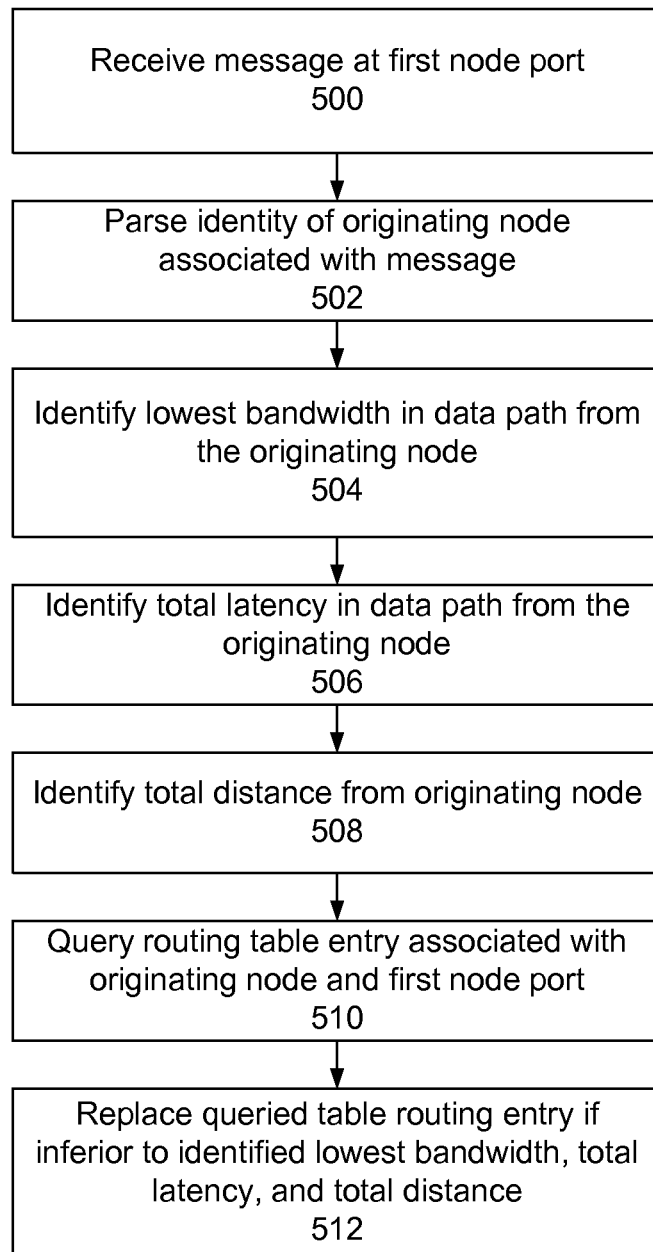 Receive message at first node port
500
Parse identity of originating node
associated with message
502
Identify lowest bandwidth in data path from
the originating node
504
Identify total latency in data path from the
originating node
506
Identify total distance from originating node
508
Query routing table entry associated with
originating node and first node port
510
Replace queried table routing entry if
inferior to identified lowest bandwidth, total
latency, and total distance
512